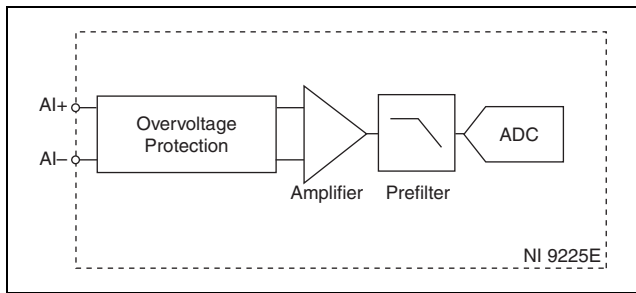 AI+
AI–
Overvoltage
Protection
Amplifier
Prefilter
ADC
NI 9225E